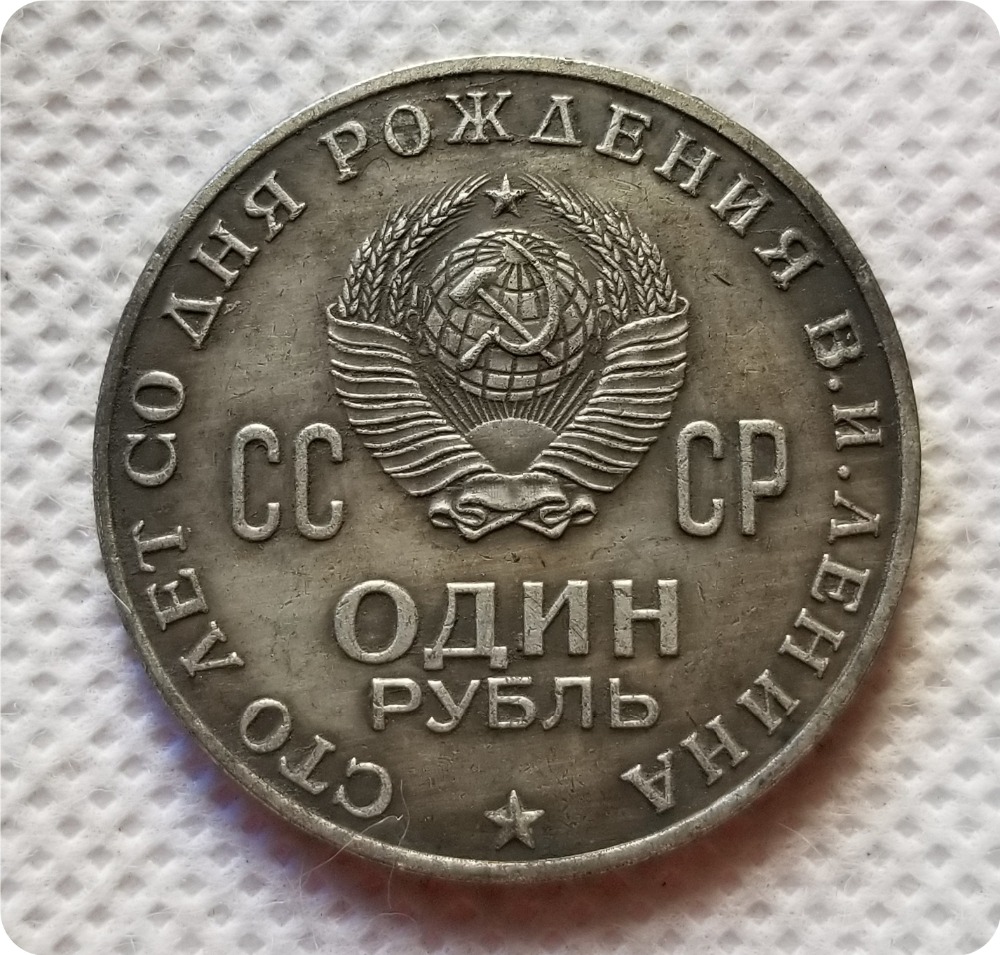 СТО ЛЕТ СО ДНЯ РОЖДЕНИЯ В.И.ЛЕНИНА
СС СР
ОДИН
РУБЛЬ